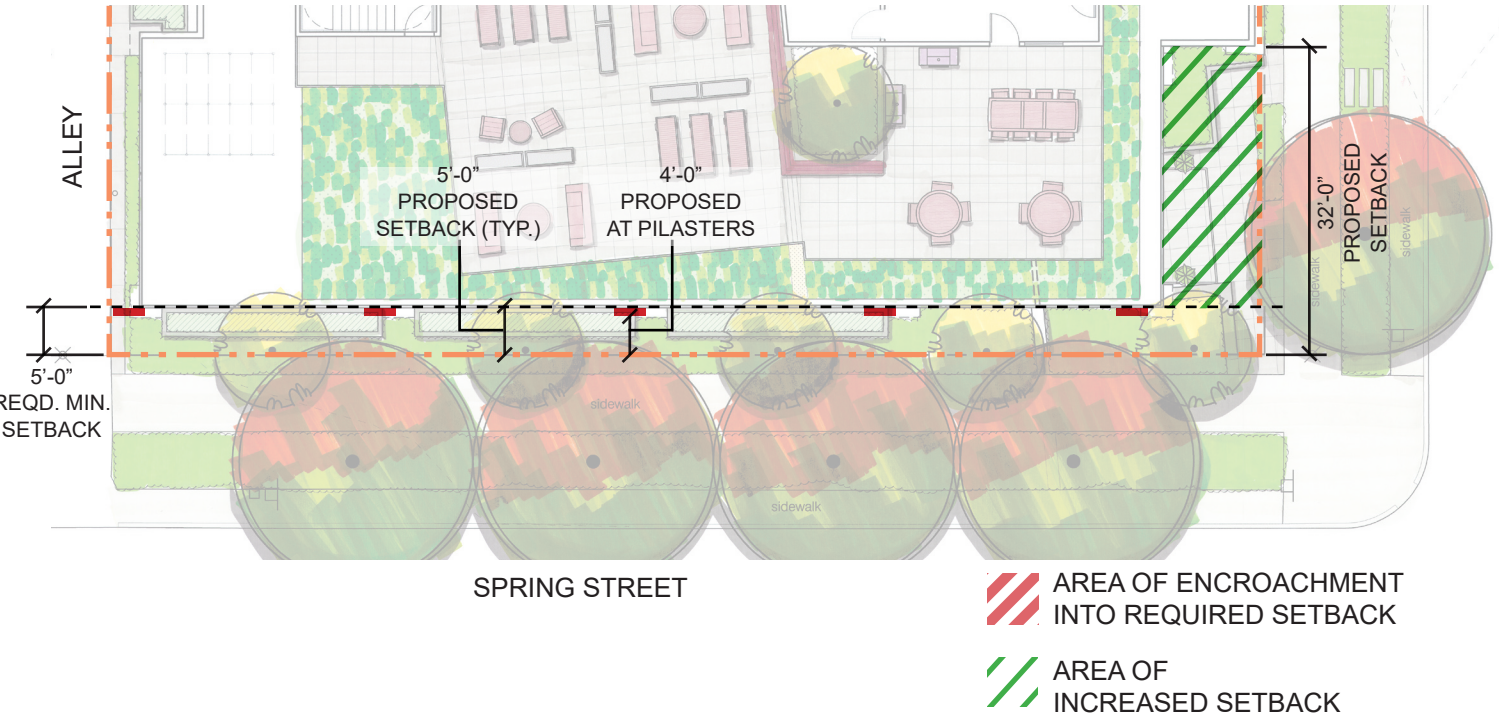 ALLEY
5’-0”
PROPOSED
SETBACK (TYP.)
4’-0”
PROPOSED
AT PILASTERS
32’-0”
PROPOSED
SETBACK
sidewalk
sidewalk
5’-0”
REQD. MIN.
SETBACK
sidewalk
sidewalk
SPRING STREET
AREA OF ENCROACHMENT
INTO REQUIRED SETBACK
AREA OF
INCREASED SETBACK